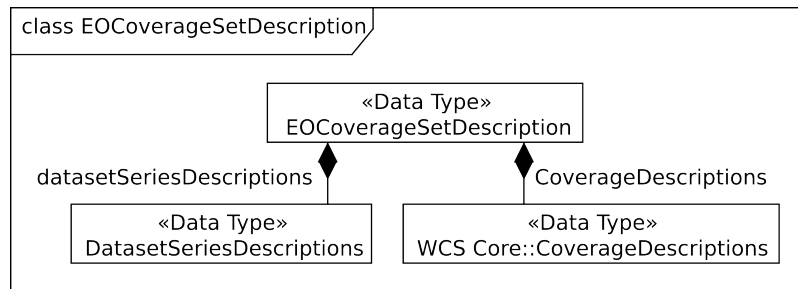 class EOCoverageSetDescription
«Data Type»
EOCoverageSetDescription
datasetSeriesDescriptions
CoverageDescriptions
«Data Type»
DatasetSeriesDescriptions
«Data Type»
WCS Core::CoverageDescriptions